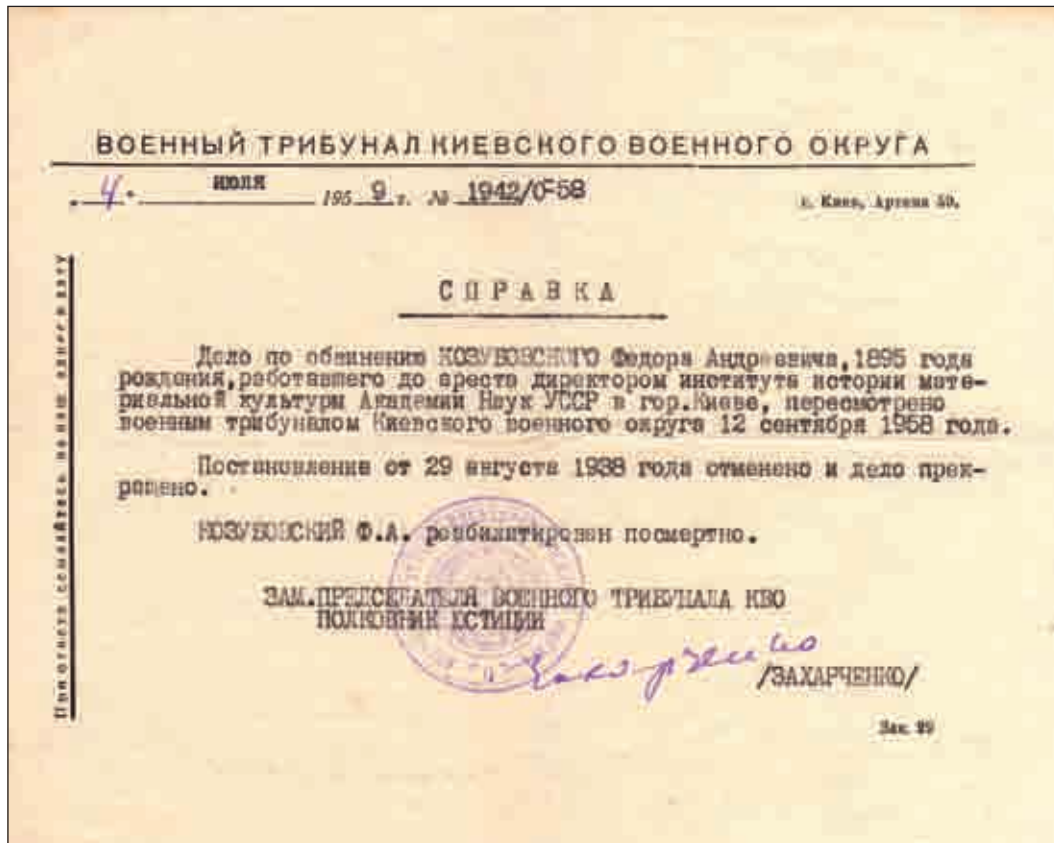 ВОЕННЫЙ ТРИБУНАЛ КИЕВСКОГО ВОЕННОГО ОКРУГА
4. ИЮЛЯ 1959 г. № 1942/0-58
г. Киев, Артема 59.
При ответе ссылайтесь на наш и дату
СПРАВКА
Дело по обвинению КОЗУБОВСКОГО Федора Андреевича, 1895 года
рождения, работавшего до ареста директором института истории мате-
риальной культуры Академии Наук УССР в гор.Киеве, пересмотрено
военным трибуналом Киевского военного округа 12 сентября 1958 года.
Постановление от 29 августа 1938 года отменено и дело прек-
ращено.
КОЗУБОВСКИЙ Ф.А. реабилитирован посмертно.
ЗАМ.ПРЕДСЕДАТЕЛЯ ВОЕННОГО ТРИБУНАЛА КВО
ПОЛКОВНИК ЮСТИЦИИ
Захарченко
/ЗАХАРЧЕНКО/
Зак. 99